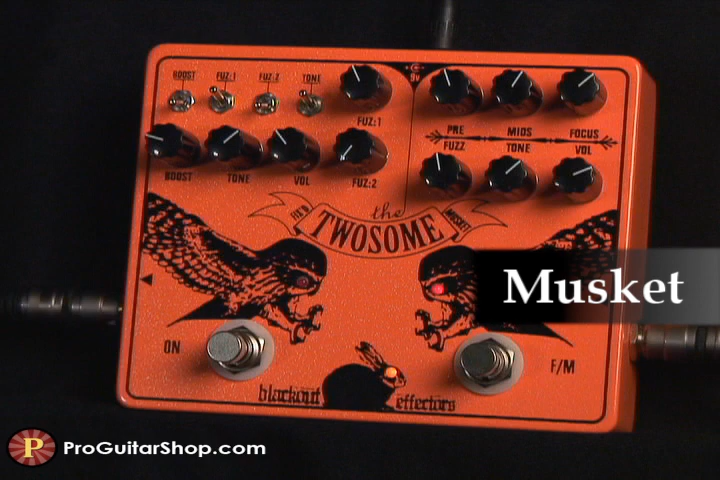 BOOST FUZ:1 FUZ:2 TONE
9v
FUZ:1
PRE MIDS FOCUS
FUZZ TONE VOL
BOOST TONE VOL FUZ:2
the
TWOSOME
MUSKET
Musket
ON
F/M
blackout effectors
P ProGuitarShop.com